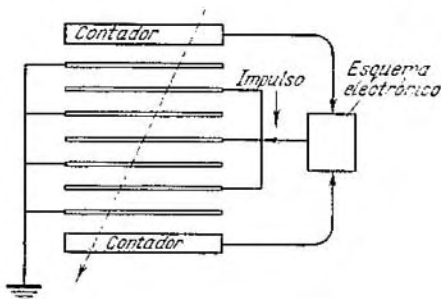 Contador
Impulso
Esquema
electrónico
Contador